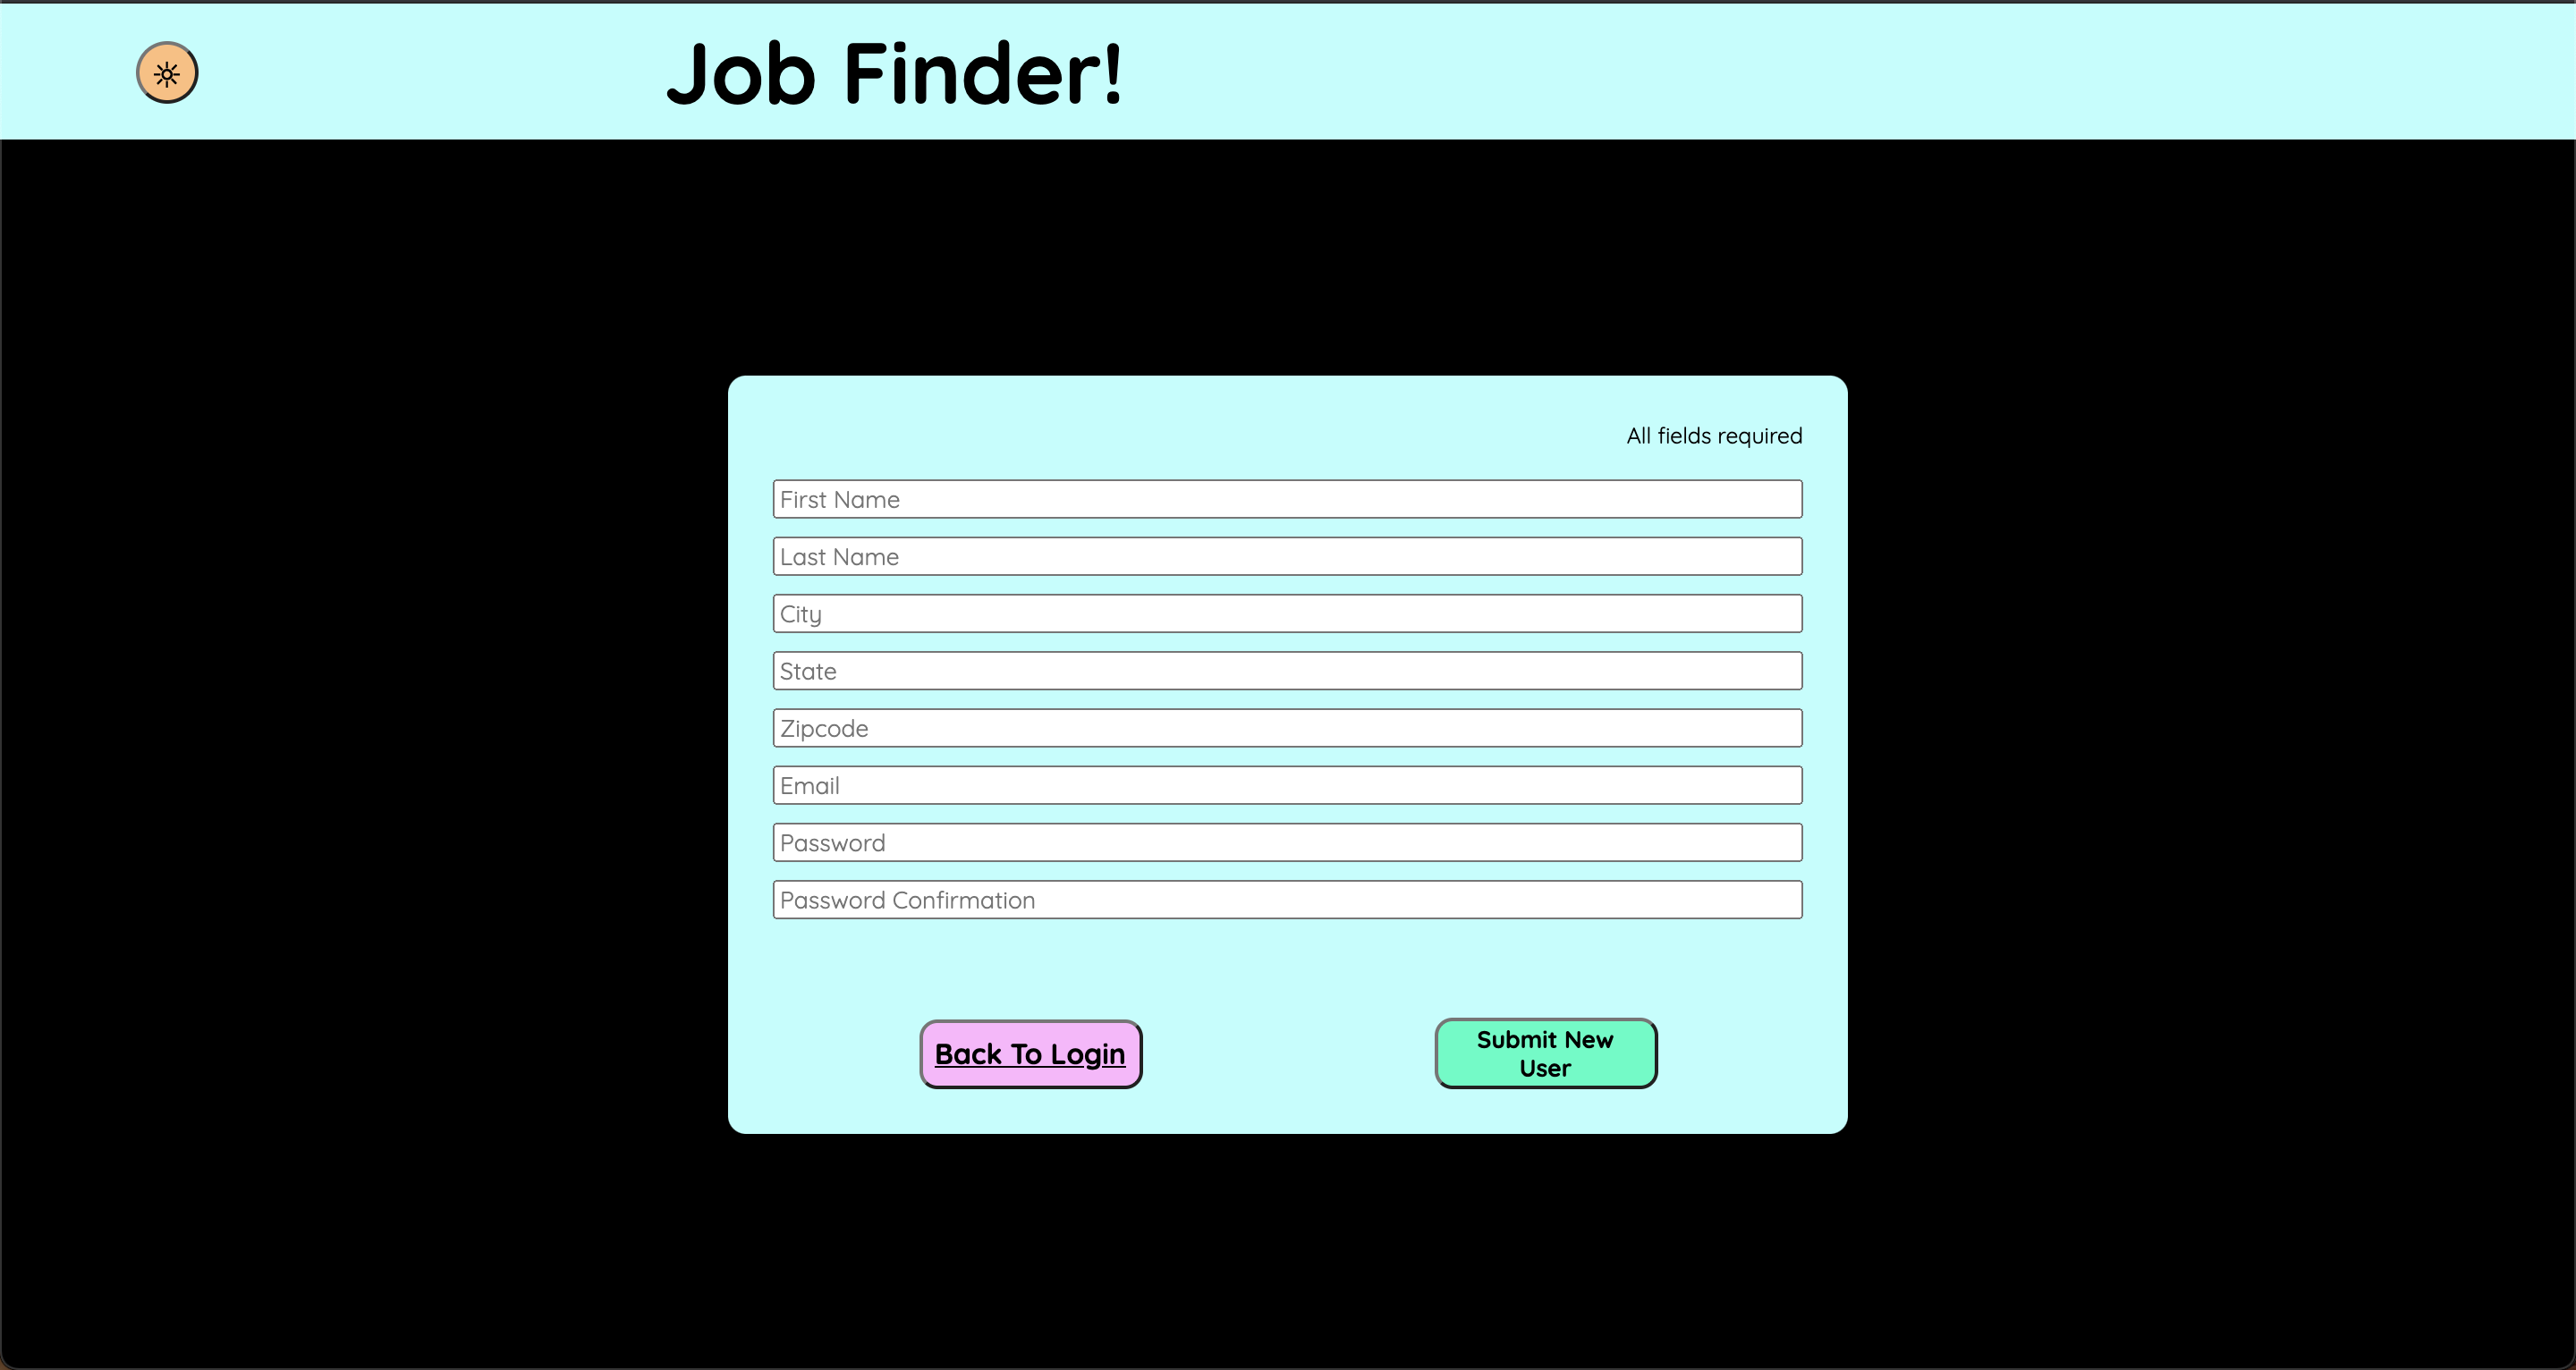 Job Finder!
All fields required
First Name
Last Name
City
State
Zipcode
Email
Password
Password Confirmation
Back To Login
Submit New
User